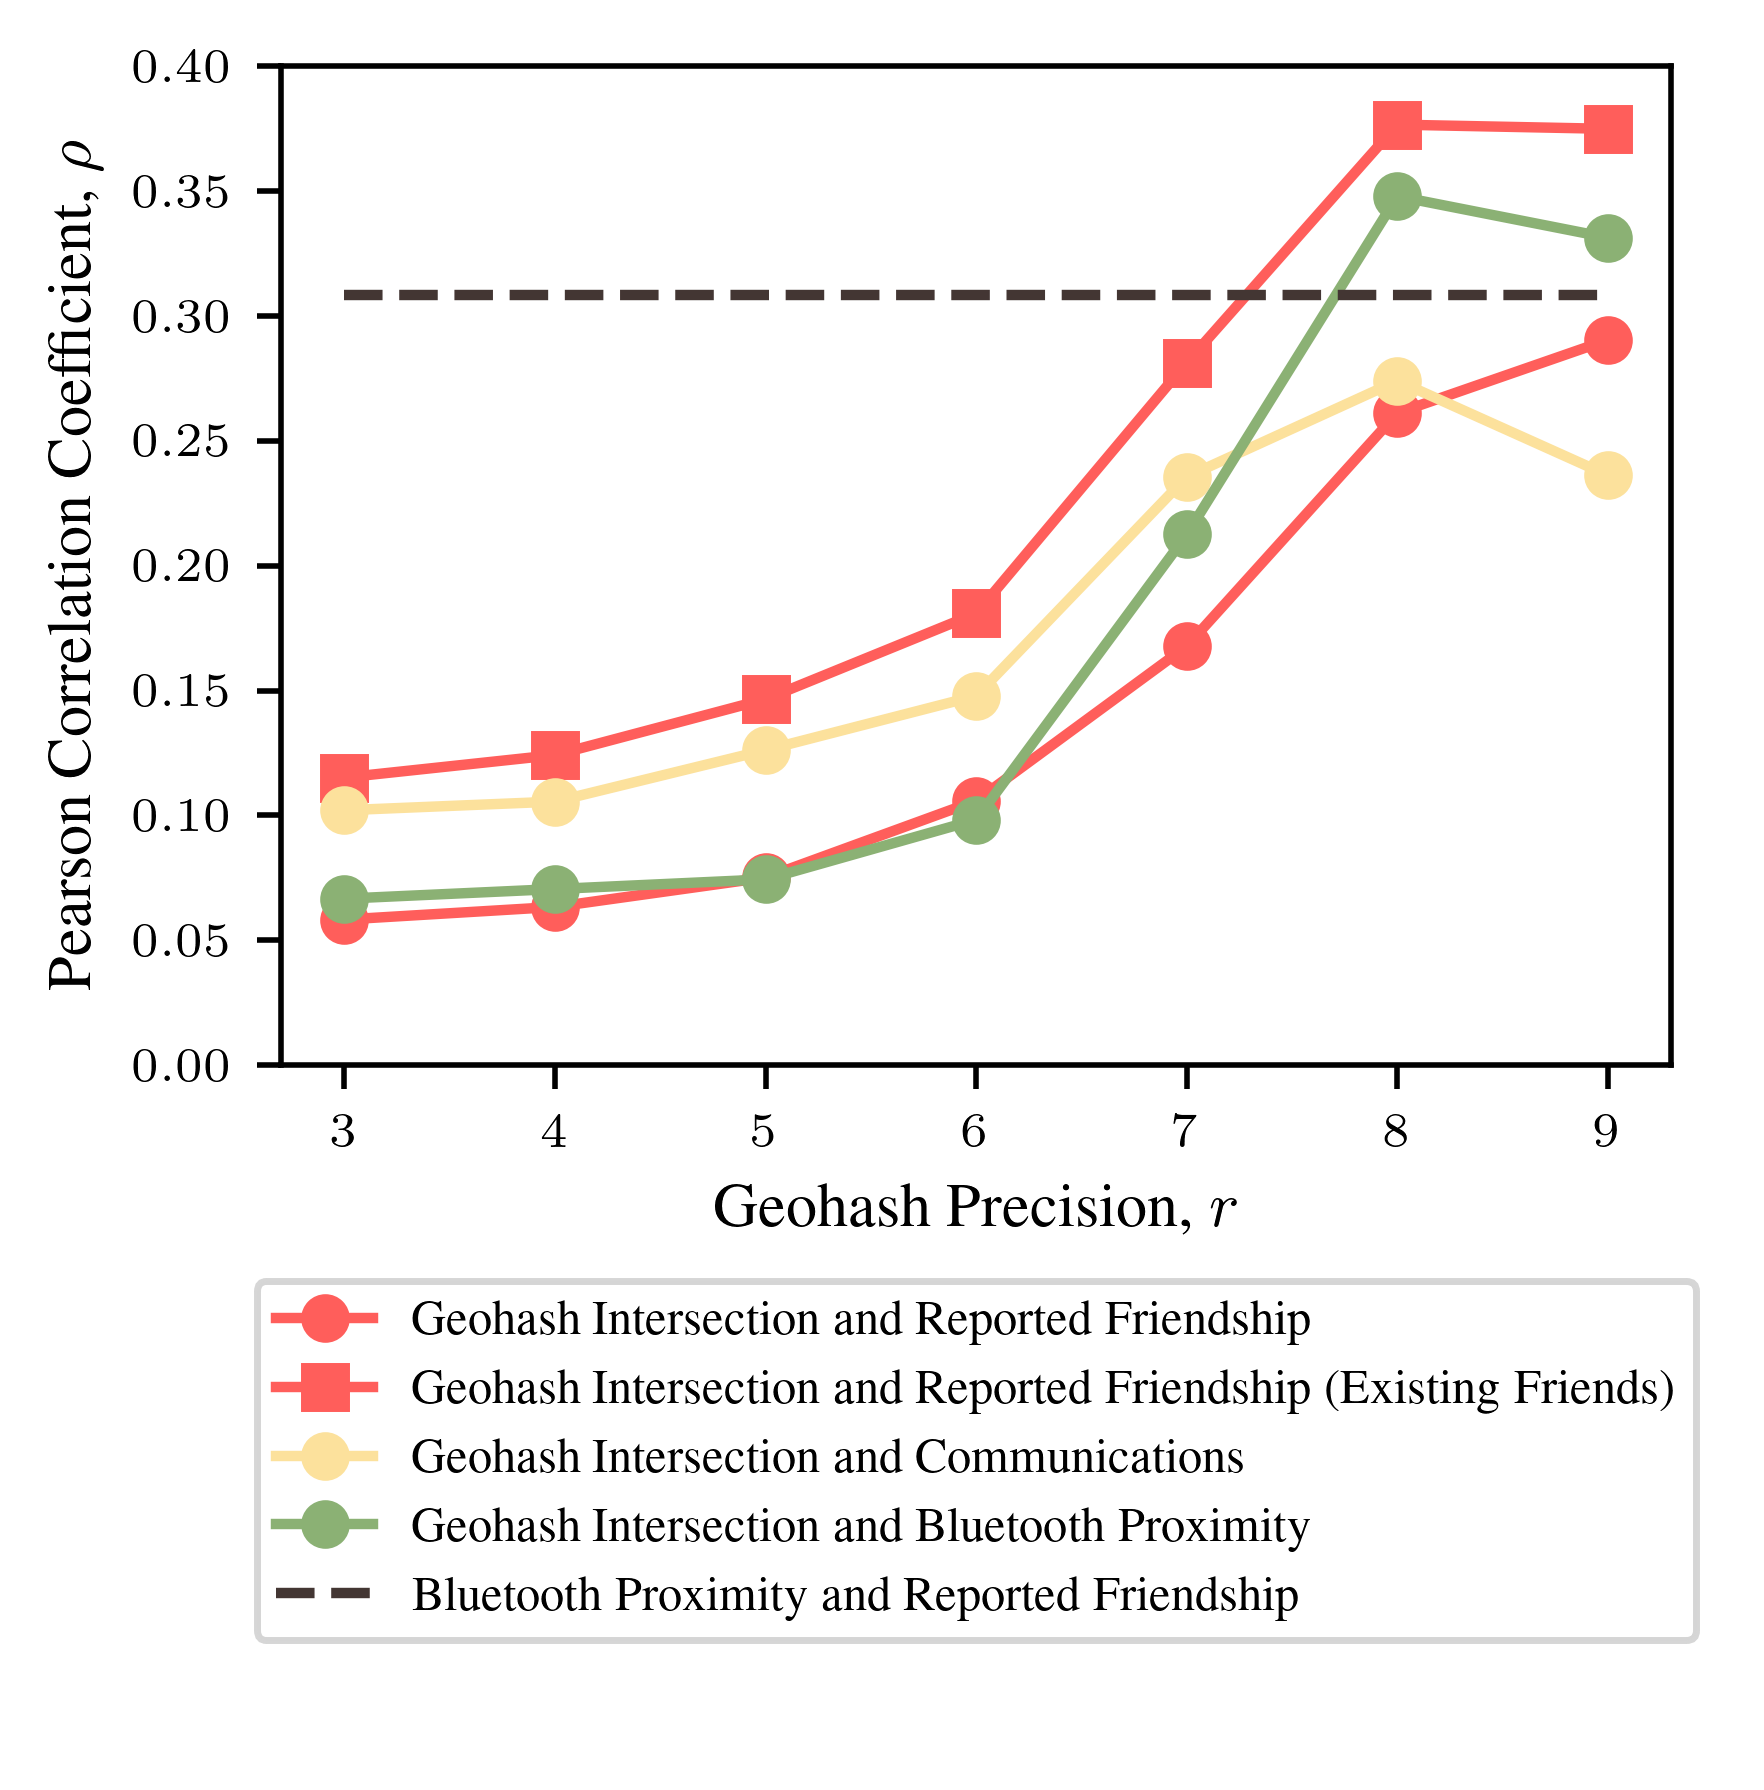 0.40
0.35
0.30
0.25
0.20
0.15
0.10
0.05
0.00
Pearson Correlation Coefficient, ρ
3 4 5 6 7 8 9
Geohash Precision, r
Geohash Intersection and Reported Friendship
Geohash Intersection and Reported Friendship (Existing Friends)
Geohash Intersection and Communications
Geohash Intersection and Bluetooth Proximity
Bluetooth Proximity and Reported Friendship